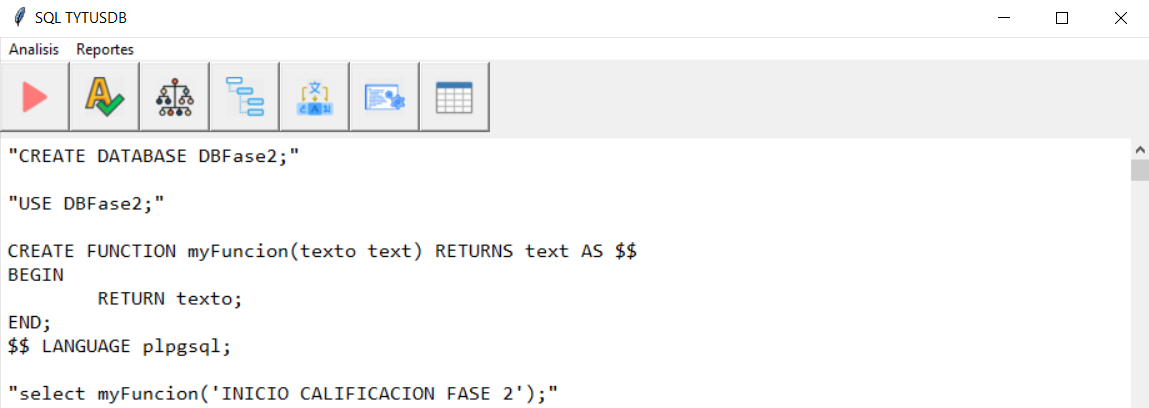 SQL TYTUSDB
Analisis Reportes
"CREATE DATABASE DBFase2;"
"USE DBFase2;"
CREATE FUNCTION myFuncion(texto text) RETURNS text AS $$
BEGIN
RETURN texto;
END;
$$ LANGUAGE plpgsql;
"select myFuncion('INICIO CALIFICACION FASE 2');"